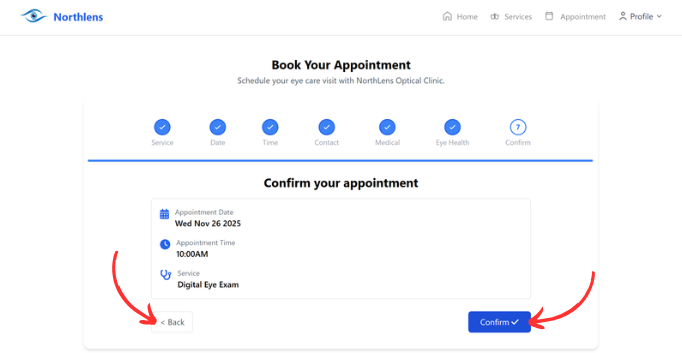 Northlens
Home Services Appointment Profile
Book Your Appointment
Schedule your eye care visit with NorthLens Optical Clinic.
7
Service Date Time Contact Medical Eye Health Confirm
Confirm your appointment
Appointment Date
Wed Nov 26 2025
Appointment Time
10:00AM
Service
Digital Eye Exam
< Back Confirm ✓